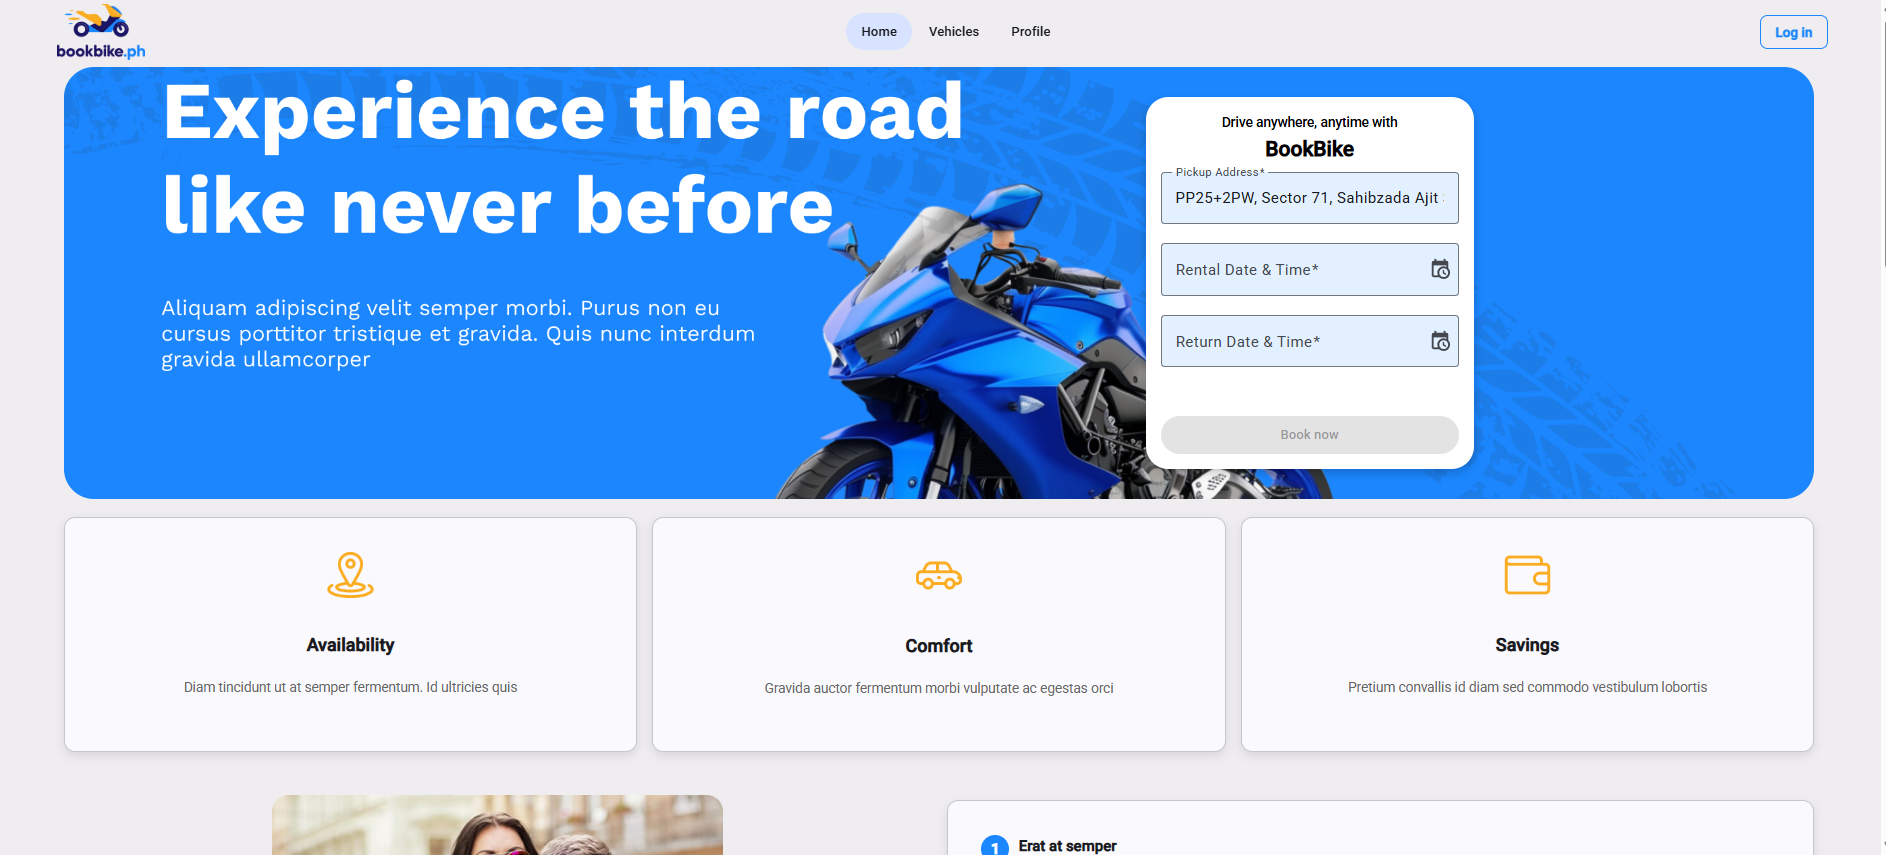 bookbike.ph
Home
Vehicles
Profile
Log in
Experience the road
like never before
Aliquam adipiscing velit semper morbi. Purus non eu
cursus porttitor tristique et gravida. Quis nunc interdum
gravida ullamcorper
Drive anywhere, anytime with
BookBike
Pickup Address*
PP25+2PW, Sector 71, Sahibzada Ajit
Rental Date & Time*
Return Date & Time*
Book now
Availability
Diam tincidunt ut at semper fermentum. Id ultricies quis
Comfort
Gravida auctor fermentum morbi vulputate ac egestas orci
Savings
Pretium convallis id diam sed commodo vestibulum lobortis
1
Erat at semper